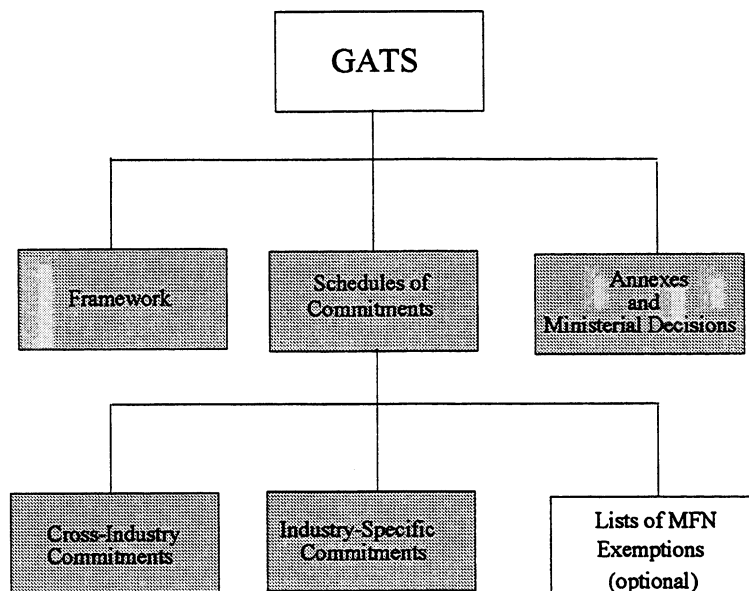 GATS
Framework
Schedules of
Commitments
Annexes
and
Ministerial Decisions
Cross-Industry
Commitments
Industry-Specific
Commitments
Lists of MFN
Exemptions
(optional)